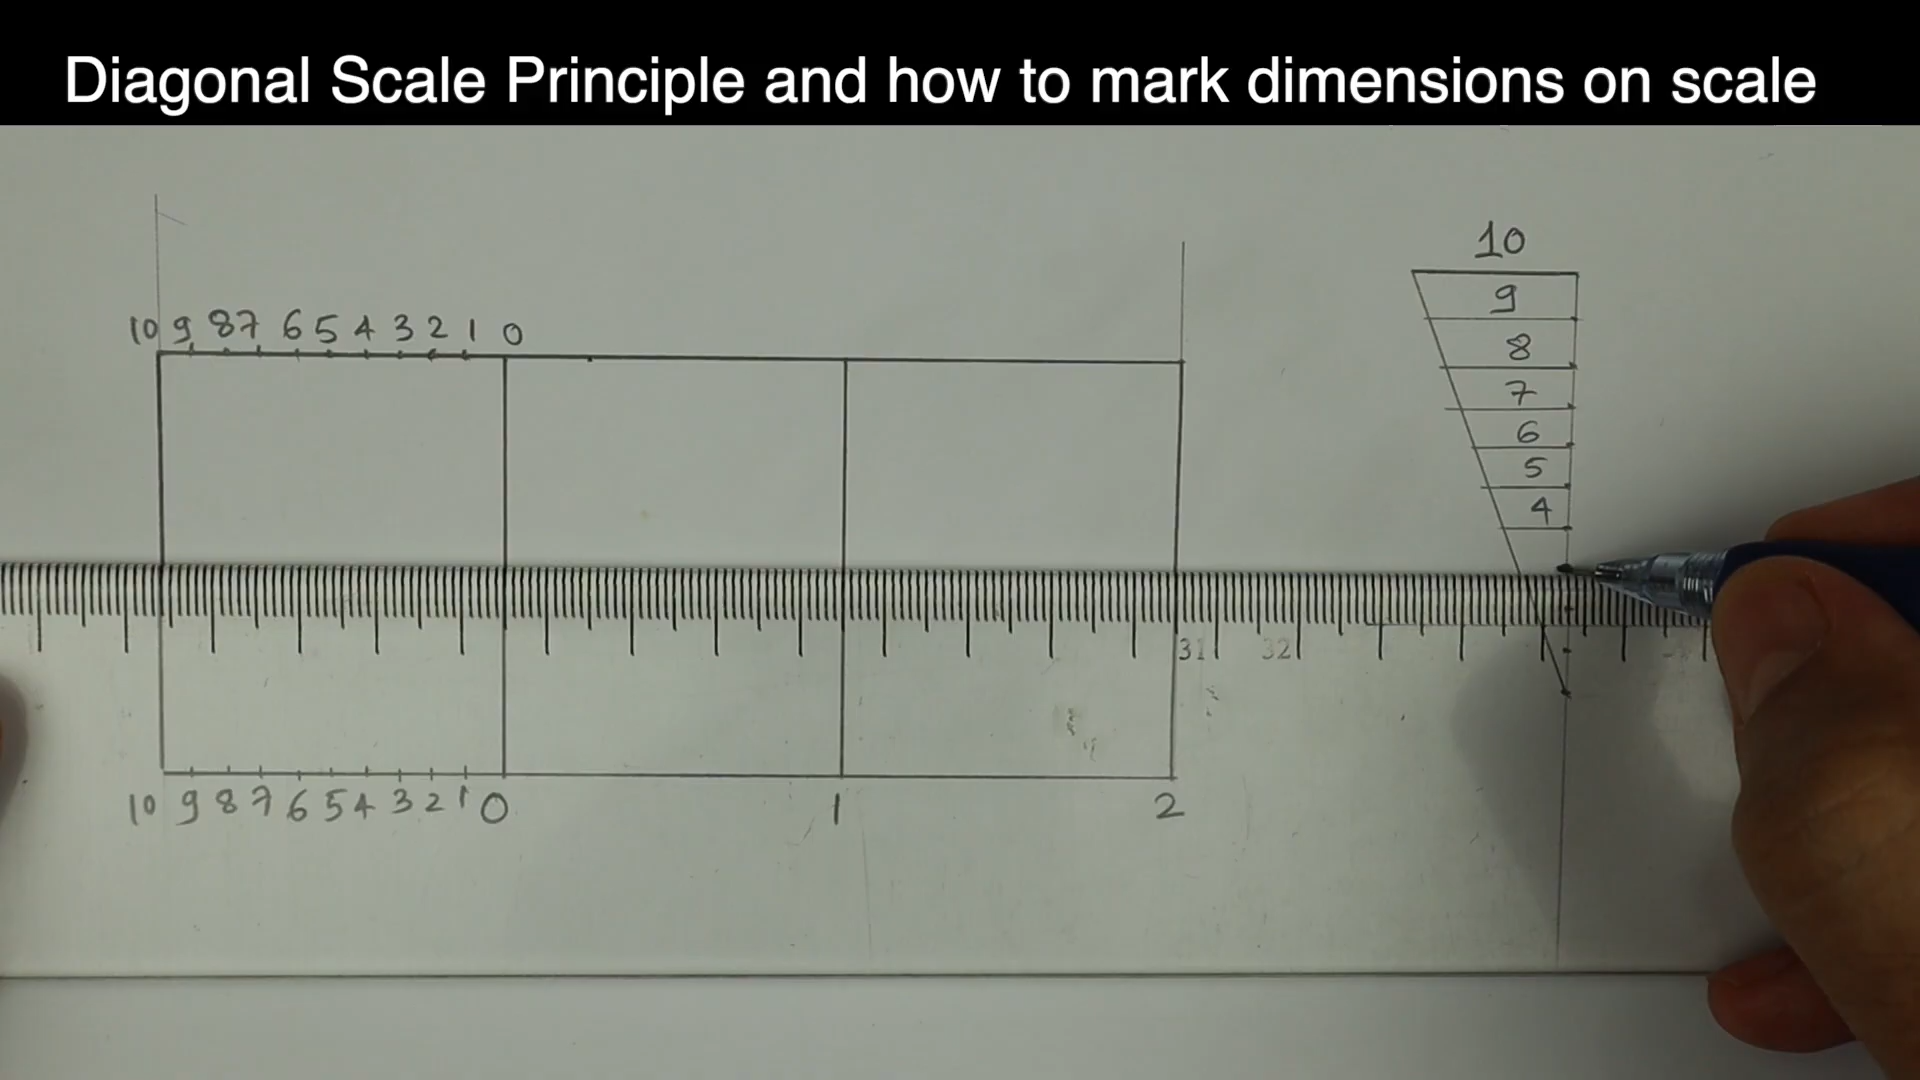 Diagonal Scale Principle and how to mark dimensions on scale
10 9 8 7 6 5 4 3 2 1 0
10
9
8
7
6
5
4
31 32
10 9 8 7 6 5 4 3 2 1 0 1 2